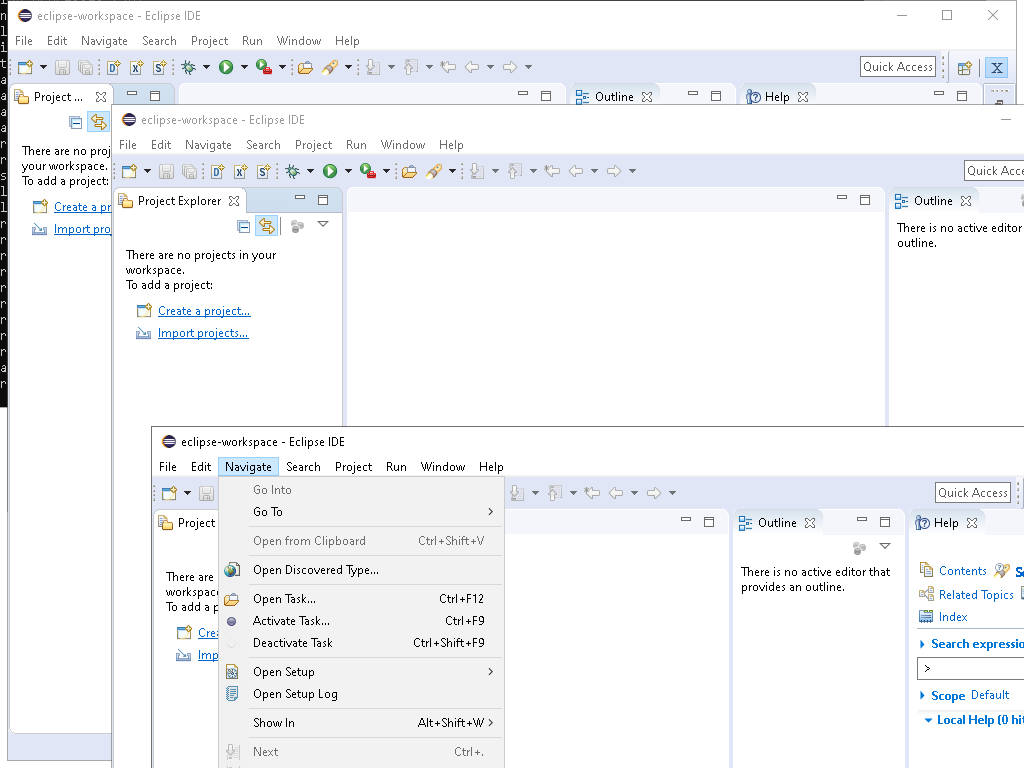 eclipse-workspace - Eclipse IDE
File Edit Navigate Search Project Run Window Help
Quick Access
Project ... Outline Help
There are no proj
your workspace.
To add a project:
Create a pr
Import pro
eclipse-workspace - Eclipse IDE
File Edit Navigate Search Project Run Window Help
Quick Acce
Project Explorer Outline
There are no projects in your
workspace.
To add a project:
Create a project...
Import projects...
There is no active editor
outline.
eclipse-workspace - Eclipse IDE
File Edit Navigate Search Project Run Window Help
Quick Access
Project Outline Help
There are
workspac
To add a p
Crea
Imp
Go Into
Go To
Open from Clipboard Ctrl+Shift+V
Open Discovered Type...
Open Task... Ctrl+F12
Activate Task... Ctrl+F9
Deactivate Task Ctrl+Shift+F9
Open Setup
Open Setup Log
Show In Alt+Shift+W
Next Ctrl+.
There is no active editor that
provides an outline.
Contents Se
Related Topics
Index
Search expressio
>
Scope Default
Local Help (0 hit